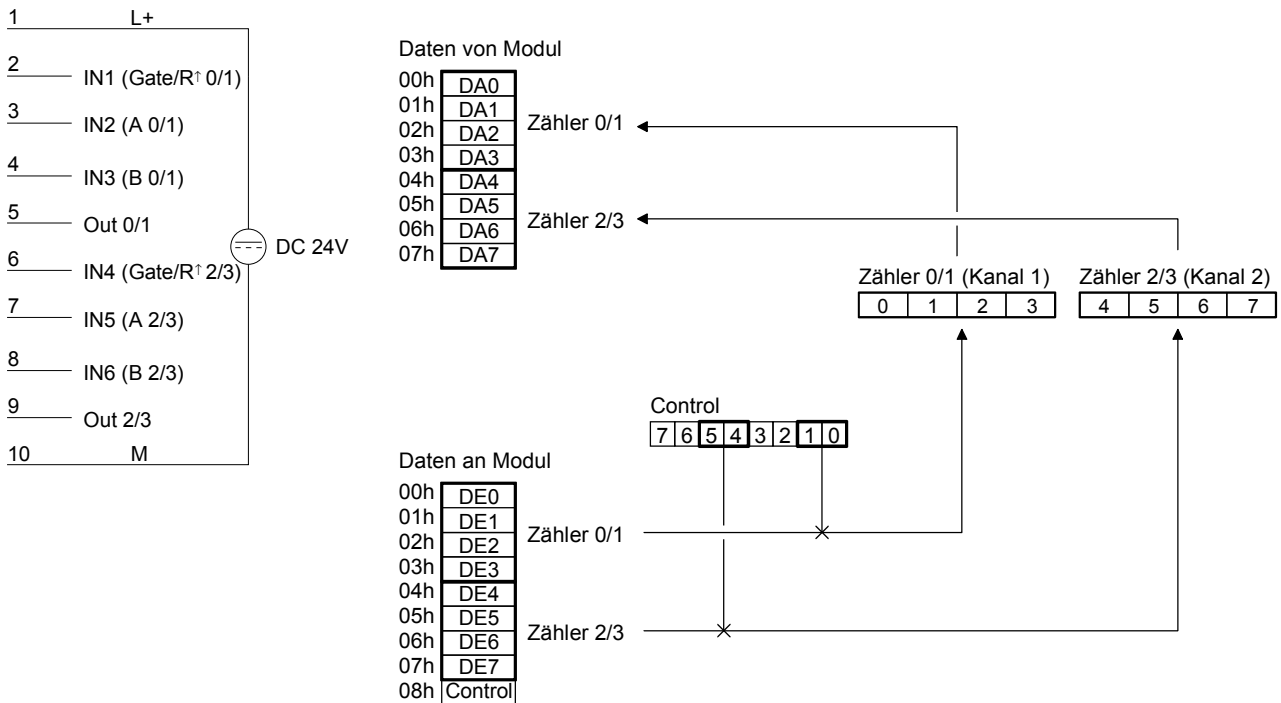 1 L+
2 IN1 (Gate/R↑ 0/1)
3 IN2 (A 0/1)
4 IN3 (B 0/1)
5 Out 0/1
DC 24V
6 IN4 (Gate/R↑ 2/3)
7 IN5 (A 2/3)
8 IN6 (B 2/3)
9 Out 2/3
10 M
Daten von Modul
00h DA0
01h DA1
02h DA2
03h DA3
Zähler 0/1
04h DA4
05h DA5
06h DA6
07h DA7
Zähler 2/3
Zähler 0/1 (Kanal 1)
0 1 2 3
Zähler 2/3 (Kanal 2)
4 5 6 7
Control
7 6 5 4 3 2 1 0
Daten an Modul
00h DE0
01h DE1
02h DE2
03h DE3
Zähler 0/1
04h DE4
05h DE5
06h DE6
07h DE7
Zähler 2/3
08h Control